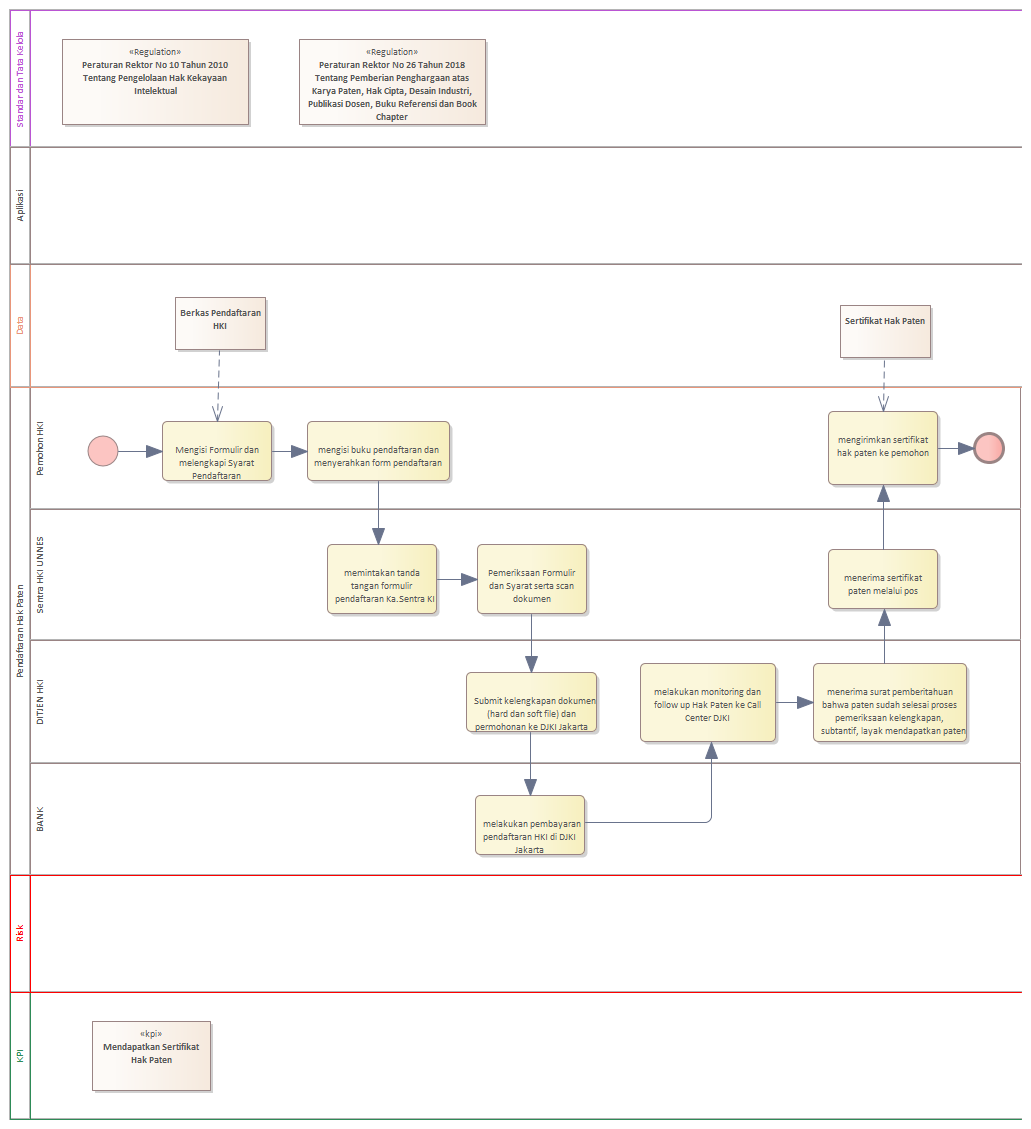 Standar dan Tata Kelola
«Regulation»
Peraturan Rektor No 10 Tahun 2010
Tentang Pengelolaan Hak Kekayaan
Intelektual
«Regulation»
Peraturan Rektor No 26 Tahun 2018
Tentang Pemberian Penghargaan atas
Karya Paten, Hak Cipta, Desain Industri,
Publikasi Dosen, Buku Referensi dan Book
Chapter
Aplikasi
Data
Berkas Pendaftaran
HKI
Sertifikat Hak Paten
Pendaftaran Hak Paten
Pemohon HKI
Mengisi Formulir dan
melengkapi Syarat
Pendaftaran
mengisi buku pendaftaran dan
menyerahkan form pendaftaran
mengirimkan sertifikat
hak paten ke pemohon
Sentra HKI UNNES
memintakan tanda
tangan formulir
pendaftaran Ka.Sentra KI
Pemeriksaan Formulir
dan Syarat serta scan
dokumen
menerima sertifikat
paten melalui pos
DITJEN HKI
Submit kelengkapan dokumen
(hard dan soft file) dan
permohonan ke DJKI Jakarta
melakukan monitoring dan
follow up Hak Paten ke Call
Center DJKI
menerima surat pemberitahuan
bahwa paten sudah selesai proses
pemeriksaan kelengkapan,
subtantif, layak mendapatkan paten
BANK
melakukan pembayaran
pendaftaran HKI di DJKI
Jakarta
Risk
KPI
«kpi»
Mendapatkan Sertifikat
Hak Paten